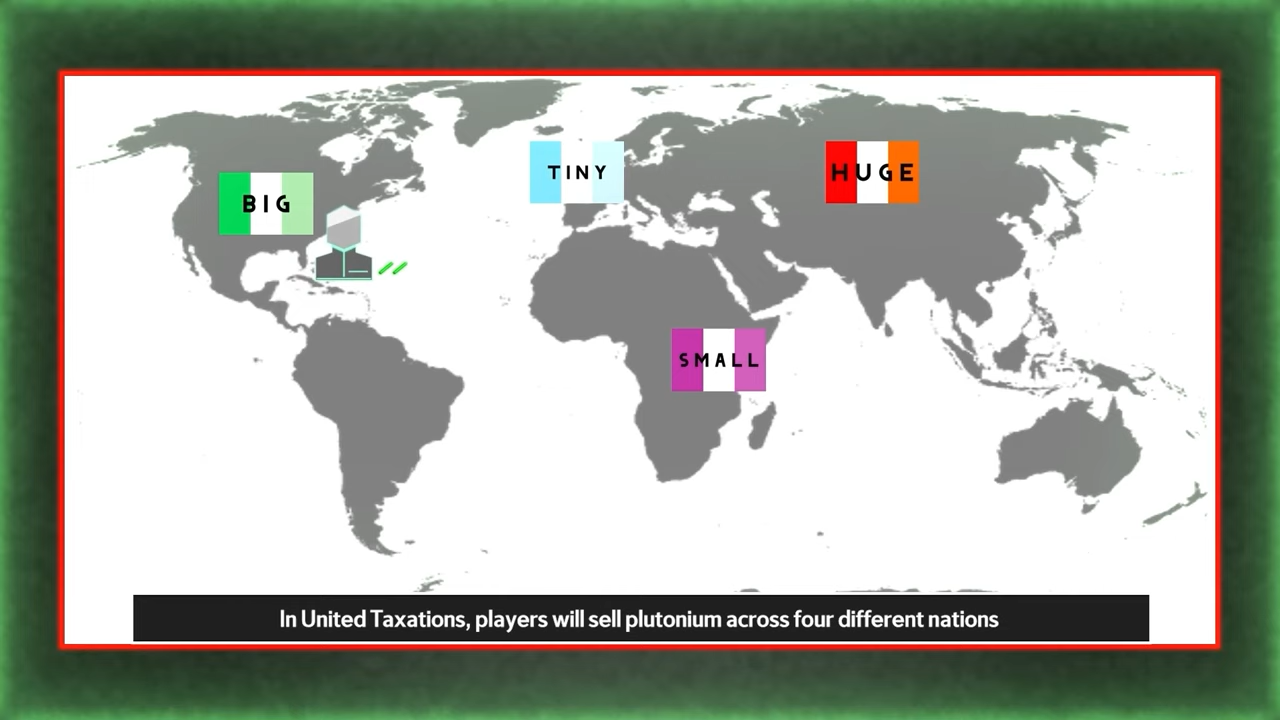 TINY
HUGE
BIG
SMALL
In United Taxations, players will sell plutonium across four different nations